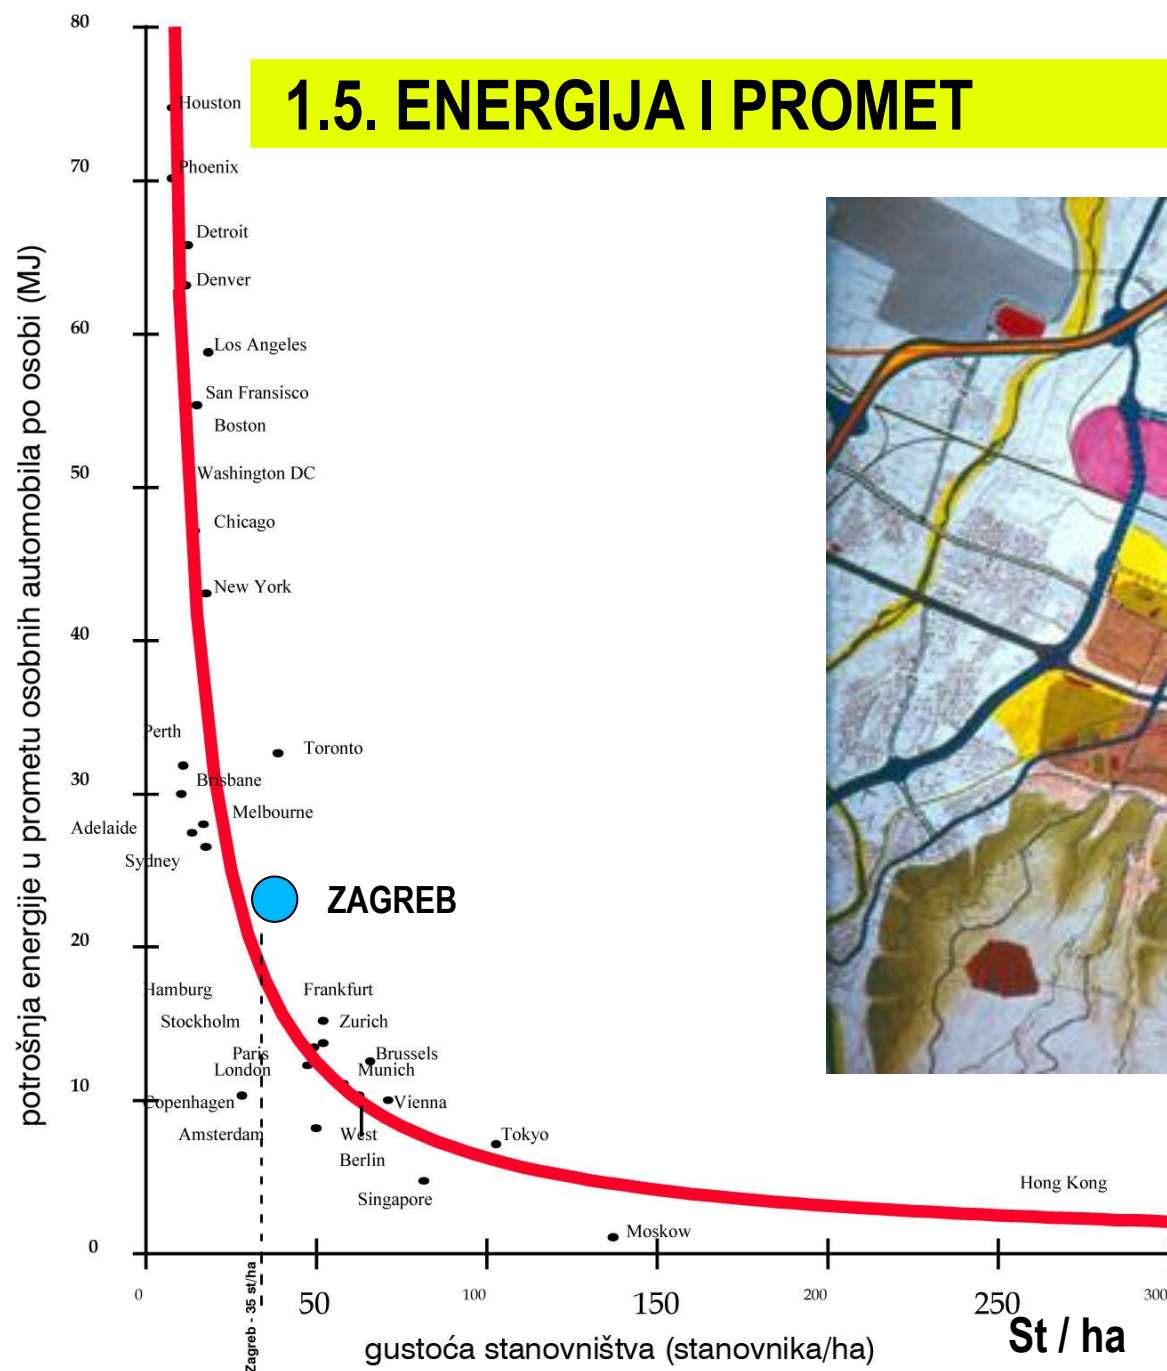 80
1.5. ENERGIJA I PROMET
Houston
70
Phoenix
Detroit
Denver
60
Los Angeles
San Fransisco
Boston
50
Washington DC
Chicago
New York
40
Perth
Toronto
30
Brisbane
Melbourne
Adelaide
Sydney
ZAGREB
20
Hamburg
Frankfurt
Stockholm
Zurich
Paris
Brussels
London
Munich
10
Copenhagen
Vienna
Amsterdam
West
Berlin
Tokyo
Singapore
Hong Kong
Moskow
0
potrošnja energije u prometu osobnih automobila po osobi (MJ)
Zagreb - 35 st/ha
0
50
100
150
200
250
300
gustoća stanovništva (stanovnika/ha)
St / ha